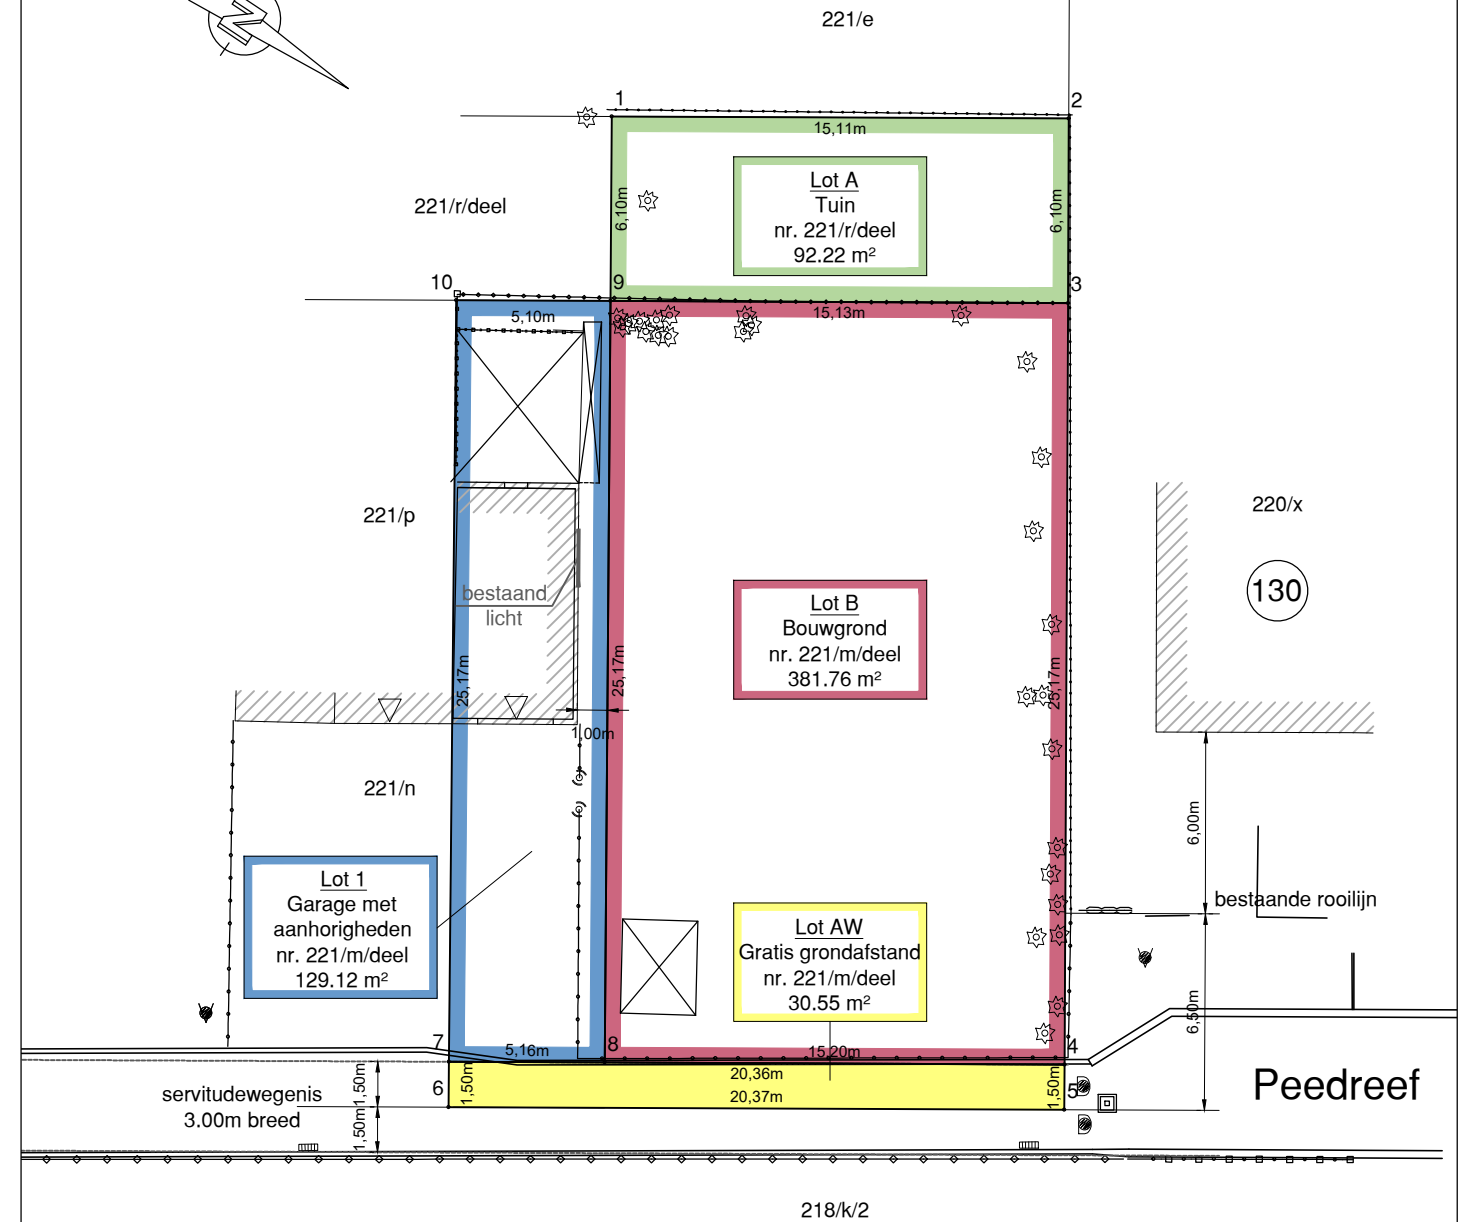 221/e
N
1
2
15,11m
Lot A
Tuin
nr. 221/r/deel
92.22 m²
6,10m
6,10m
221/r/deel
10
9
3
5,10m
15,13m
221/p
220/x
130
bestaand
licht
Lot B
Bouwgrond
nr. 221/m/deel
381.76 m²
25,17m
25,17m
25,17m
1,00m
221/n
6,00m
Lot 1
Garage met
aanhorigheden
nr. 221/m/deel
129.12 m²
bestaande rooilijn
Lot AW
Gratis grondafstand
nr. 221/m/deel
30.55 m²
6,50m
7
5,16m
8
15,20m
4
servitudewegenis
3.00m breed
1,50m
1,50m
6
1,50m
20,36m
20,37m
1,50m
5
Peedreef
218/k/2